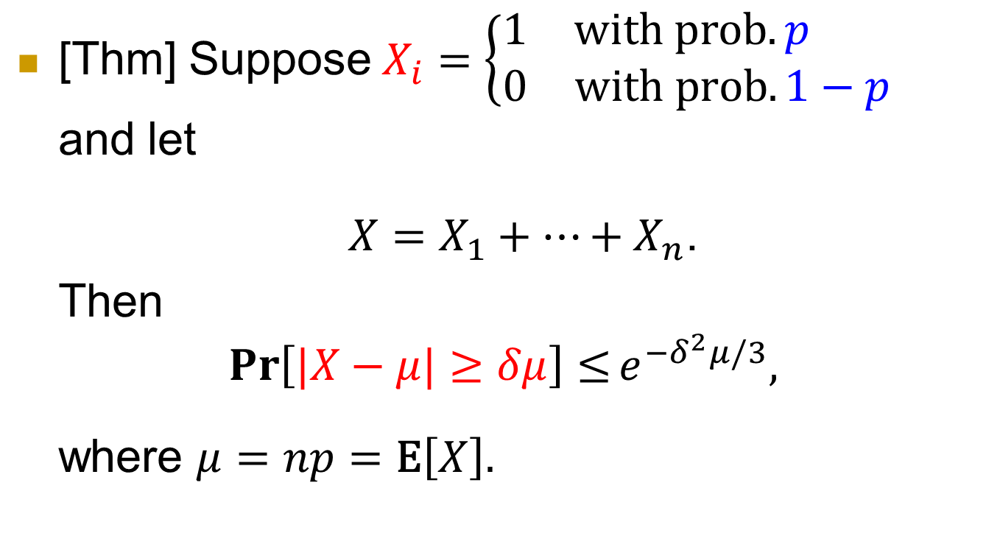 ▪ [Thm] Suppose $X_i = \begin{cases} 1 & \text{with prob. } p \\ 0 & \text{with prob. } 1 - p \end{cases}$
and let
$X = X_1 + \cdots + X_n.$
Then
$\mathbf{Pr}[|X - \mu| \geq \delta\mu] \leq e^{-\delta^2\mu/3},$
where $\mu = np = \mathbf{E}[X].$